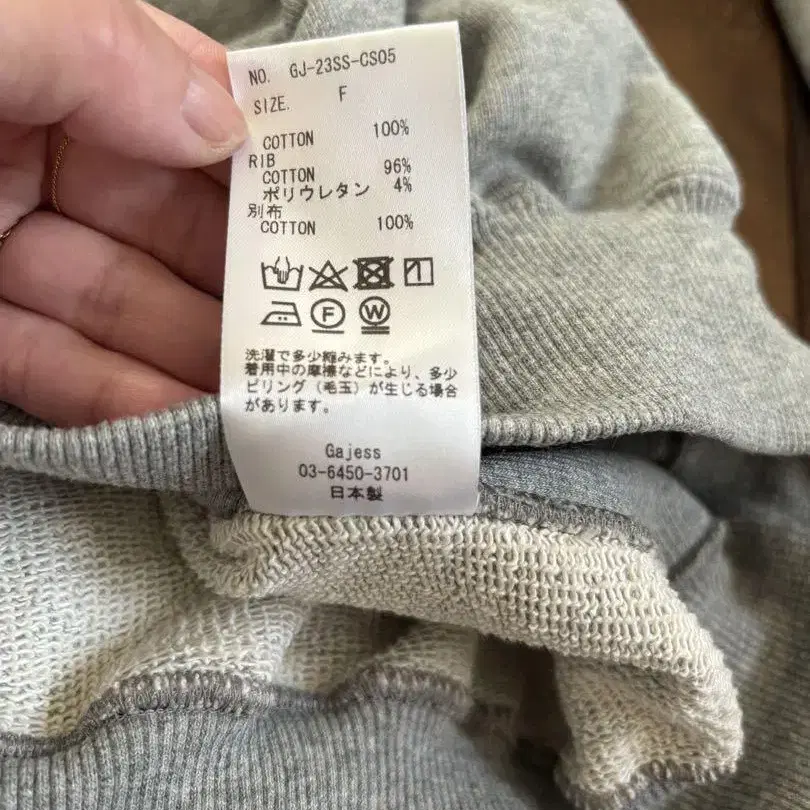 NO. GJ-23SS-CS05
SIZE. F
COTTON 100%
RIB
COTTON 96%
ポリウレタン 4%
別布
COTTON 100%
F W
洗濯で多少縮みます。
着用中の摩擦などにより、多少
ピリング（毛玉）が生じる場合
があります。
Gajess
03-6450-3701
日本製